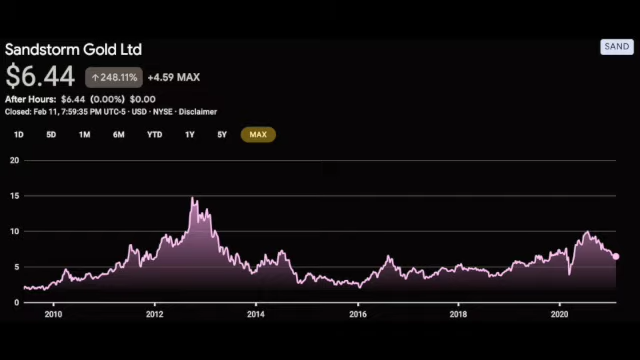 Sandstorm Gold Ltd
SAND
$6.44 ↑248.11% +4.59 MAX
After Hours: $6.44 (0.00%) $0.00
Closed: Feb 11, 7:59:35 PM UTC-5 · USD · NYSE · Disclaimer
1D 5D 1M 6M YTD 1Y 5Y MAX
20
15
10
5
0
2010 2012 2014 2016 2018 2020